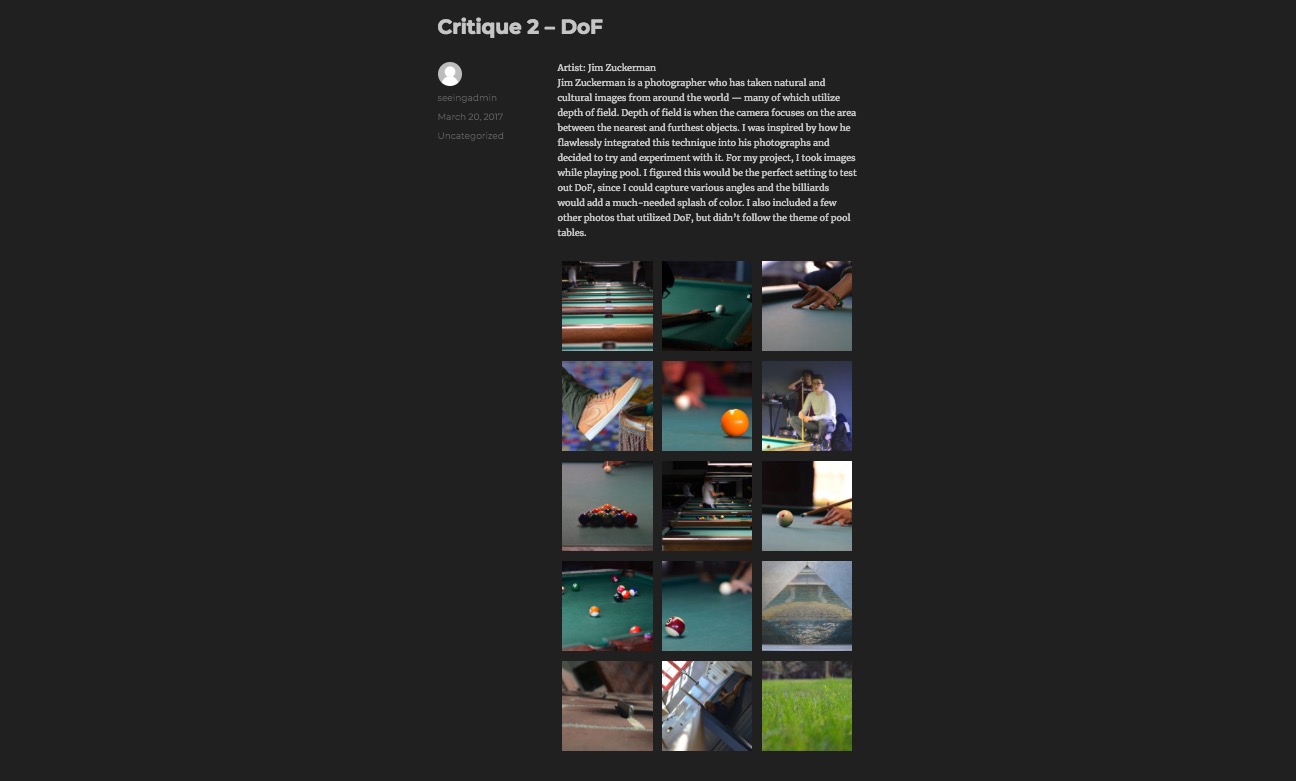 Critique 2 – DoF
seeingadmin
March 20, 2017
Uncategorized
Artist: Jim Zuckerman
Jim Zuckerman is a photographer who has taken natural and
cultural images from around the world — many of which utilize
depth of field. Depth of field is when the camera focuses on the area
between the nearest and furthest objects. I was inspired by how he
flawlessly integrated this technique into his photographs and
decided to try and experiment with it. For my project, I took images
while playing pool. I figured this would be the perfect setting to test
out DoF, since I could capture various angles and the billiards
would add a much-needed splash of color. I also included a few
other photos that utilized DoF, but didn't follow the theme of pool
tables.